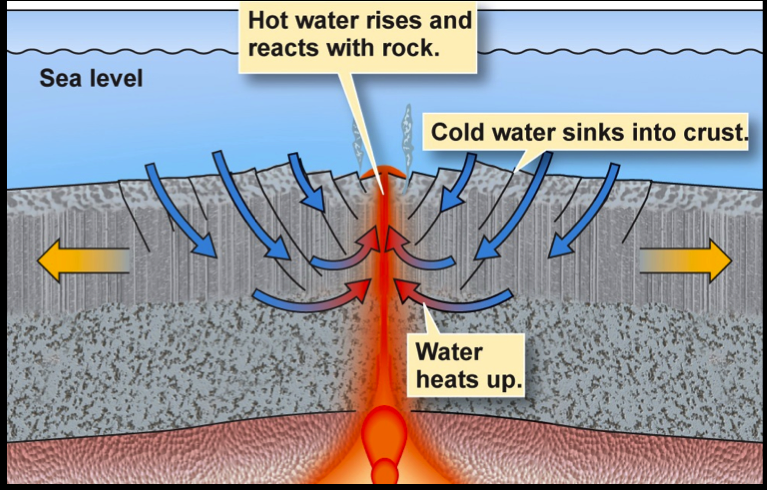 Hot water rises and
reacts with rock.
Sea level
Cold water sinks into crust.
Water
heats up.